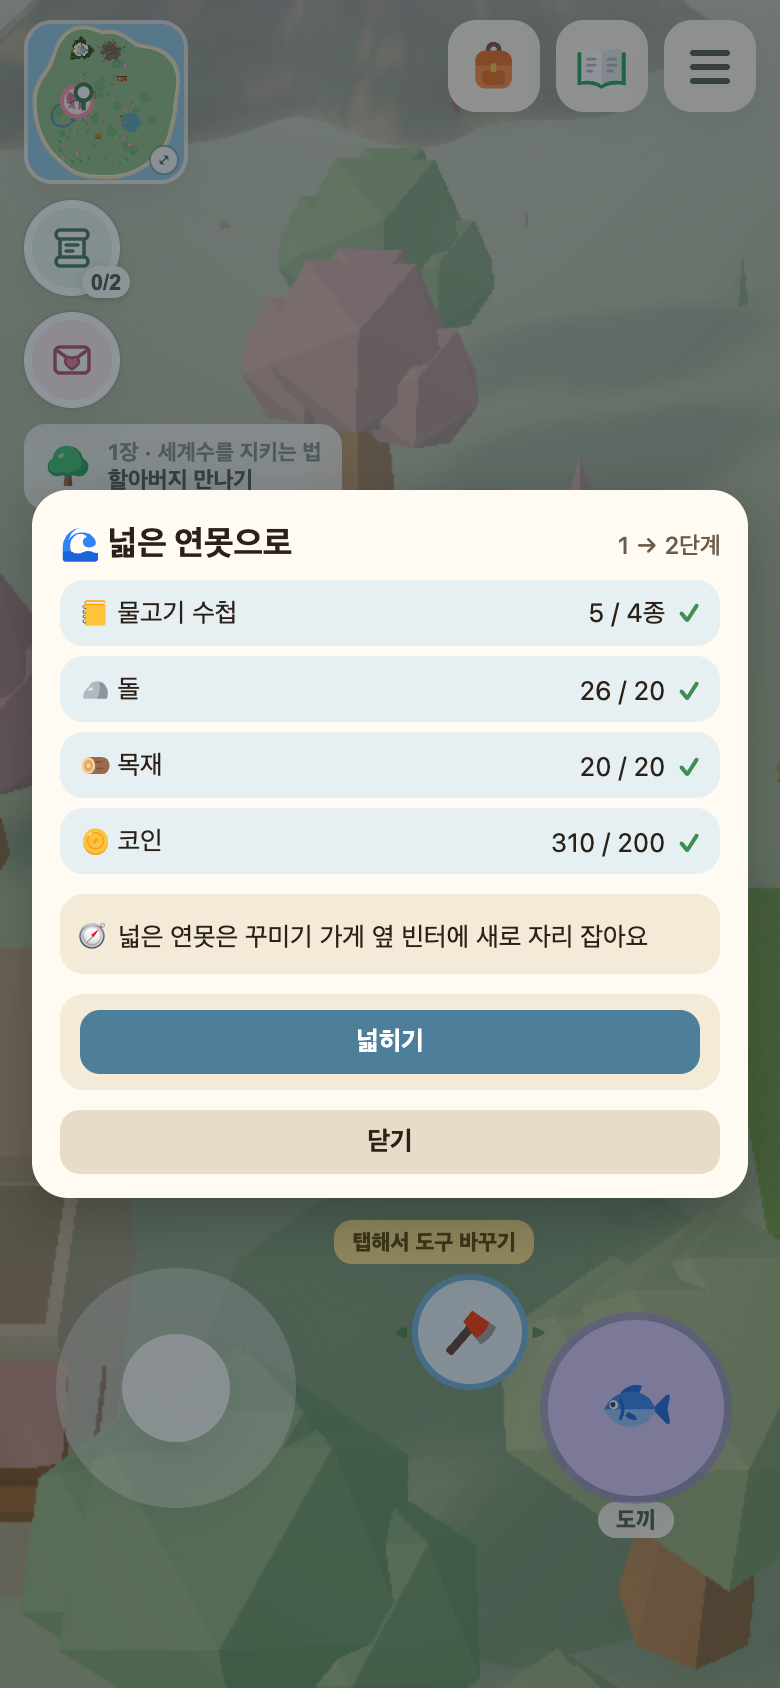 0/2
1장 · 세계수를 지키는 법
할아버지 만나기
넓은 연못으로
1 → 2단계
물고기 수첩
5 / 4종
돌
26 / 20
목재
20 / 20
코인
310 / 200
넓은 연못은 꾸미기 가게 옆 빈터에 새로 자리 잡아요
넓히기
닫기
탭해서 도구 바꾸기
도끼